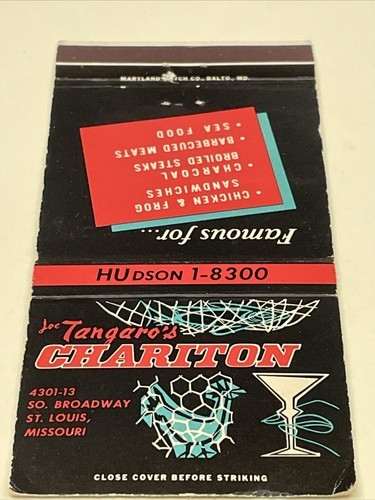 MARYLAND MATCH CO., BALTO., MD.
Famous for...
• CHICKEN & FROG
SANDWICHES
• CHARCOAL
BROILED STEAKS
• BARBECUED MEATS
• SEA FOOD
HUDSON 1-8300
Joe Tangaro's
CHARITON
4301-13
SO. BROADWAY
ST. LOUIS,
MISSOURI
CLOSE COVER BEFORE STRIKING